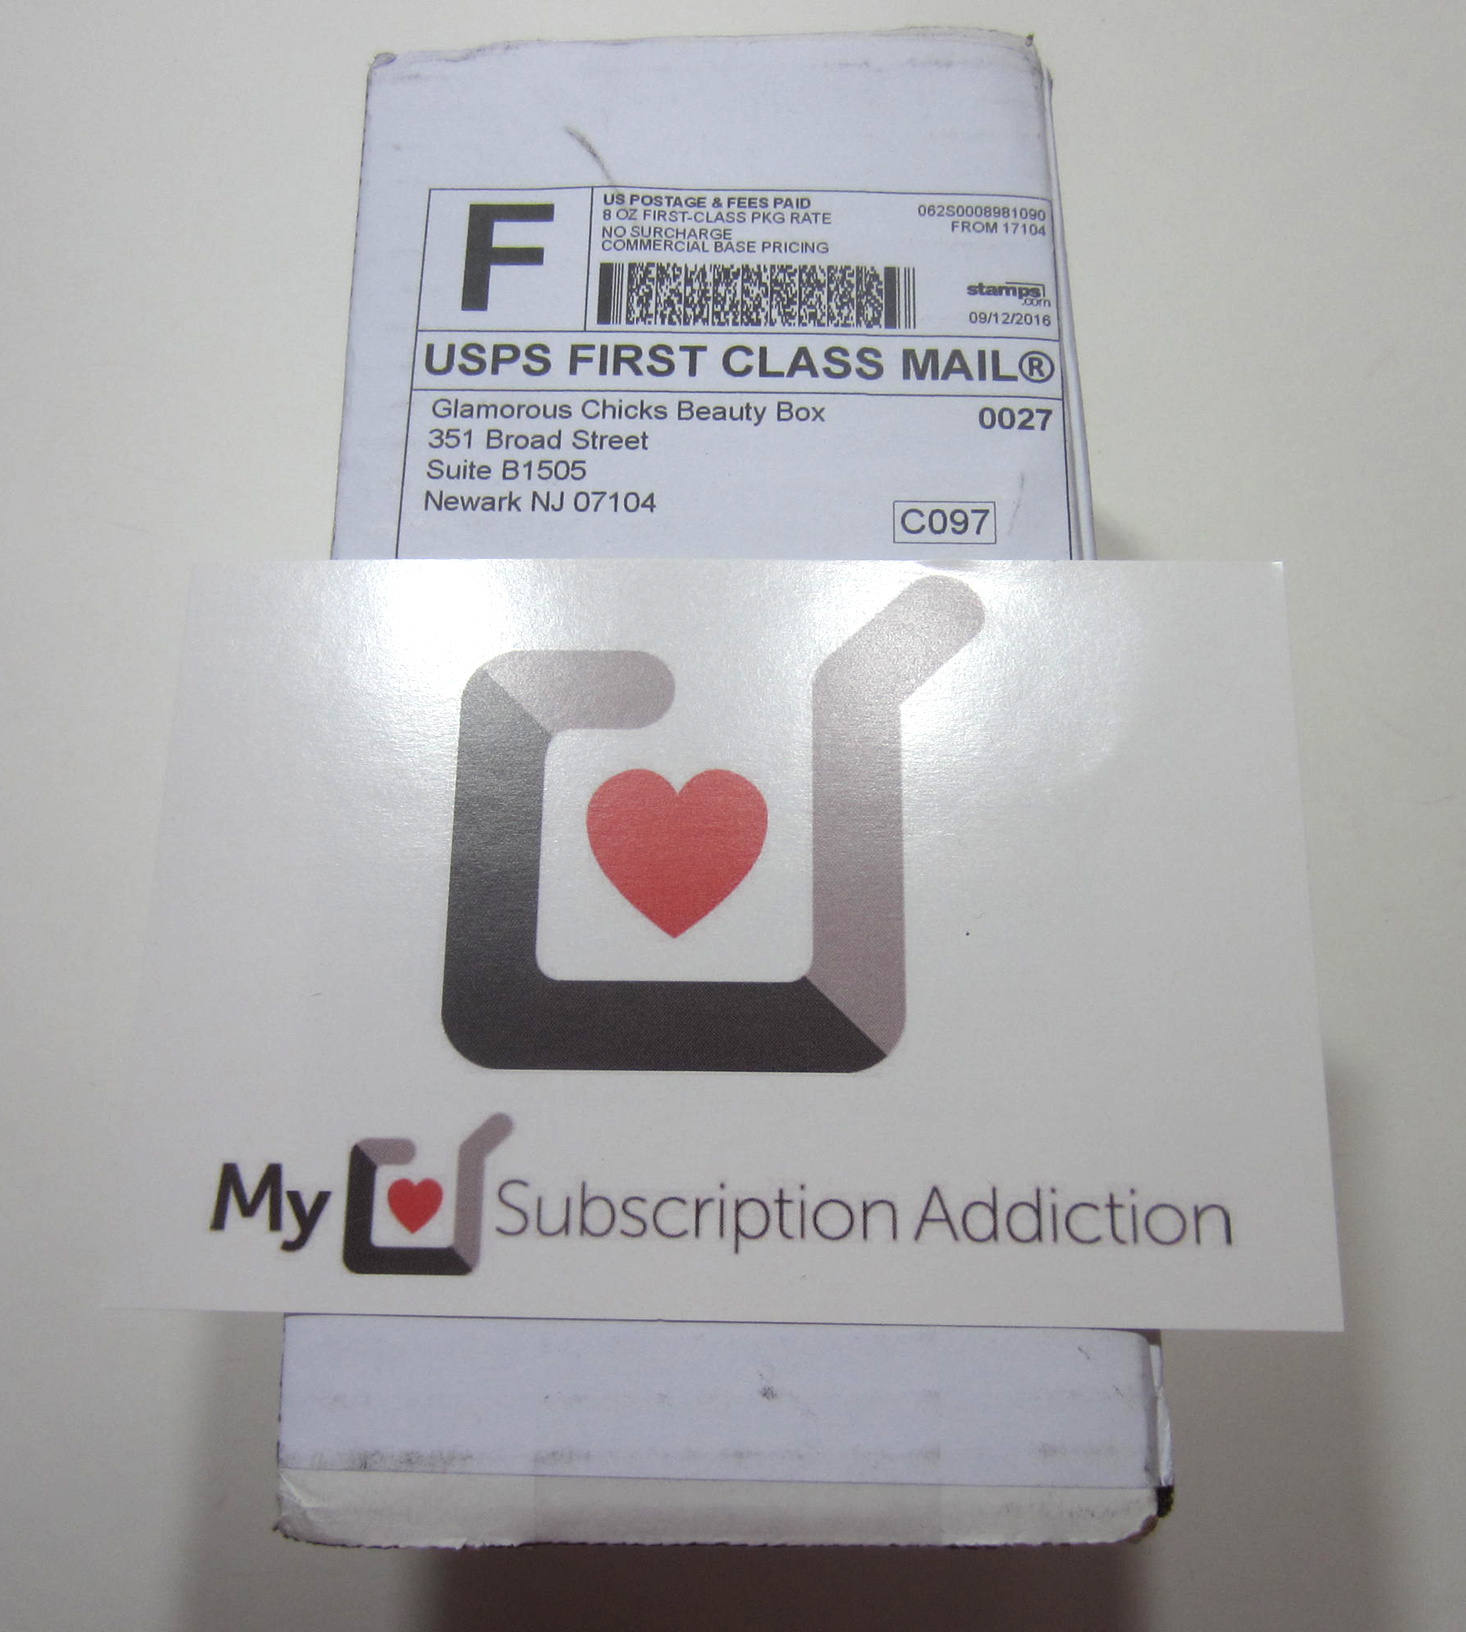 F
US POSTAGE & FEES PAID
8 OZ FIRST-CLASS PKG RATE
NO SURCHARGE
COMMERCIAL BASE PRICING
062S0008981090
FROM 17104
stamps
.com
09/12/2016
USPS FIRST CLASS MAIL®
Glamorous Chicks Beauty Box
0027
351 Broad Street
Suite B1505
Newark NJ 07104
C097
My Subscription Addiction